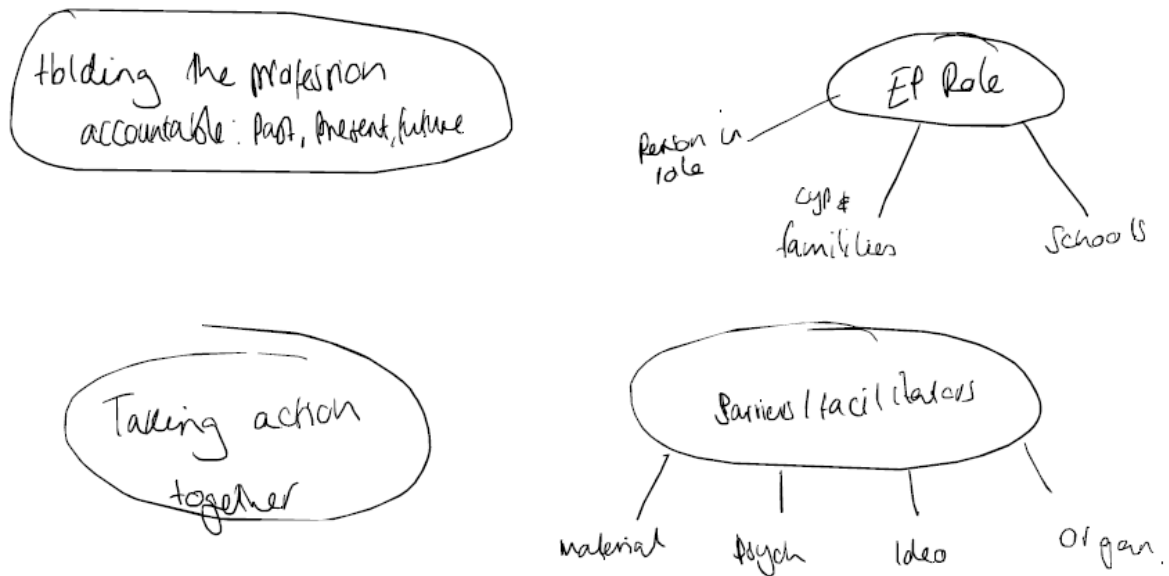 Holding the profession
accountable: Past, Present, future
EP Role
Person in
role
CYP &
famililies
Schools
Taking action
together
Barriers / facilitators
material
Psych
Ideo
Organ.